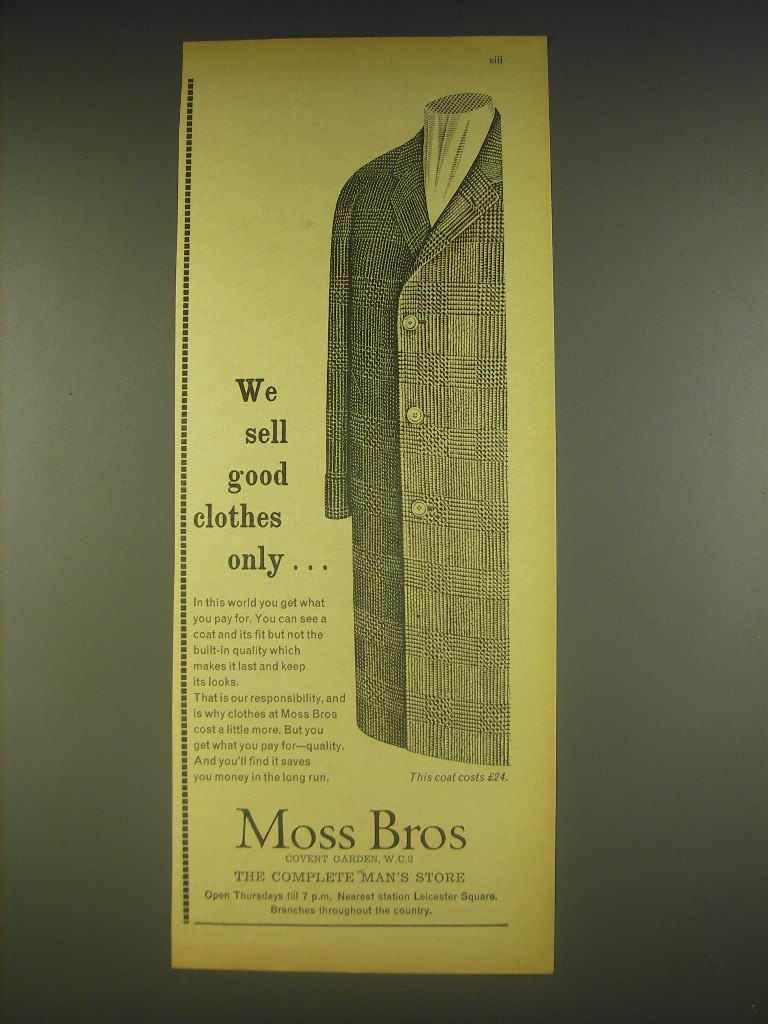 xiii
We
sell
good
clothes
only ...
In this world you get what
you pay for. You can see a
coat and its fit but not the
built-in quality which
makes it last and keep
its looks.
That is our responsibility, and
is why clothes at Moss Bros
cost a little more. But you
get what you pay for—quality.
And you'll find it saves
you money in the long run.
This coat costs £24.
Moss Bros
COVENT GARDEN, W.C.2
THE COMPLETE MAN'S STORE
Open Thursdays till 7 p.m. Nearest station Leicester Square.
Branches throughout the country.